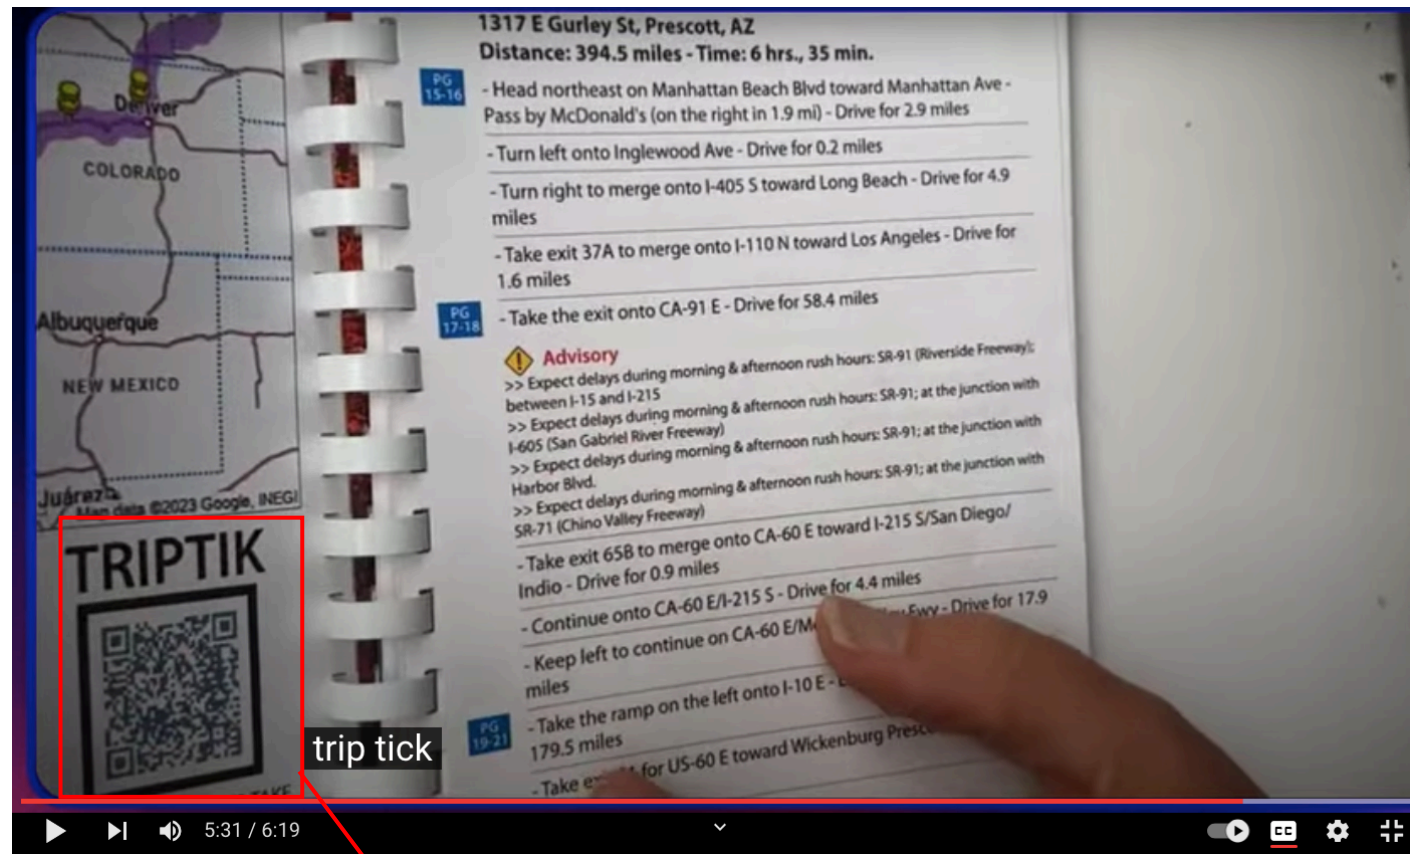 Denver
COLORADO
Albuquerque
NEW MEXICO
Juárez
Map data ©2023 Google, INEGI
TRIPTIK
1317 E Gurley St, Prescott, AZ
Distance: 394.5 miles - Time: 6 hrs., 35 min.
PG
15-16
- Head northeast on Manhattan Beach Blvd toward Manhattan Ave -
Pass by McDonald's (on the right in 1.9 mi) - Drive for 2.9 miles
- Turn left onto Inglewood Ave - Drive for 0.2 miles
- Turn right to merge onto I-405 S toward Long Beach - Drive for 4.9
miles
- Take exit 37A to merge onto I-110 N toward Los Angeles - Drive for
1.6 miles
PG
17-18
- Take the exit onto CA-91 E - Drive for 58.4 miles
Advisory
>> Expect delays during morning & afternoon rush hours: SR-91 (Riverside Freeway);
between I-15 and I-215
>> Expect delays during morning & afternoon rush hours: SR-91; at the junction with
I-605 (San Gabriel River Freeway)
>> Expect delays during morning & afternoon rush hours: SR-91; at the junction with
Harbor Blvd.
>> Expect delays during morning & afternoon rush hours: SR-91; at the junction with
SR-71 (Chino Valley Freeway)
- Take exit 65B to merge onto CA-60 E toward I-215 S/San Diego/
Indio - Drive for 0.9 miles
- Continue onto CA-60 E/I-215 S - Drive for 4.4 miles
- Keep left to continue on CA-60 E/ Fwy - Drive for 17.9
miles
PG
19-21
- Take the ramp on the left onto I-10 E -
179.5 miles
- Take for US-60 E toward Wickenburg
trip tick
5:31 / 6:19
CC